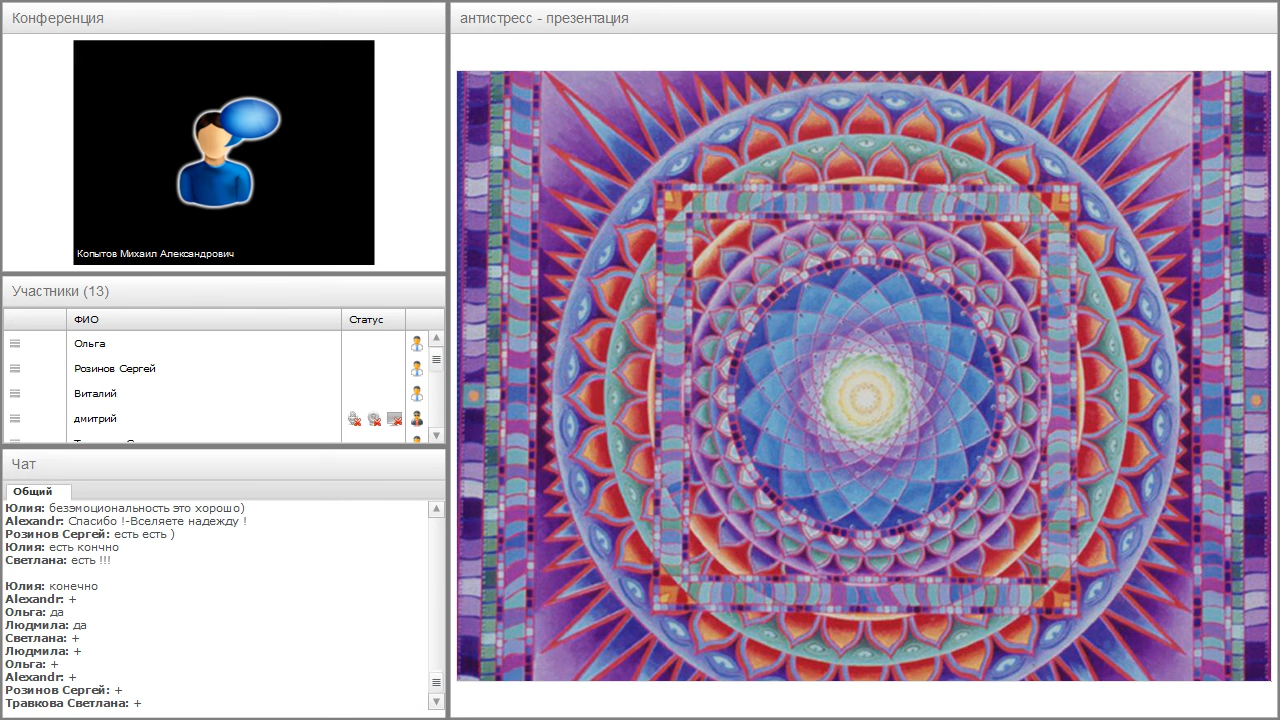 Конференция
Копытов Михаил Александрович
Участники (13)
ФИО Статус
Ольга
Розинов Сергей
Виталий
дмитрий
Чат
Общий
Юлия: безэмоциональность это хорошо)
Alexandr: Спасибо !-Вселяете надежду !
Розинов Сергей: есть есть )
Юлия: есть кончно
Светлана: есть !!!
Юлия: конечно
Alexandr: +
Ольга: да
Людмила: да
Светлана: +
Людмила: +
Ольга: +
Alexandr: +
Розинов Сергей: +
Травкова Светлана: +
антистресс - презентация